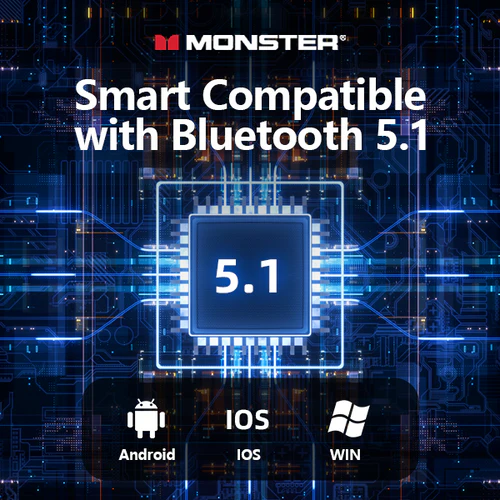 MONSTER®
Smart Compatible
with Bluetooth 5.1
5.1
IOS
Android IOS WIN